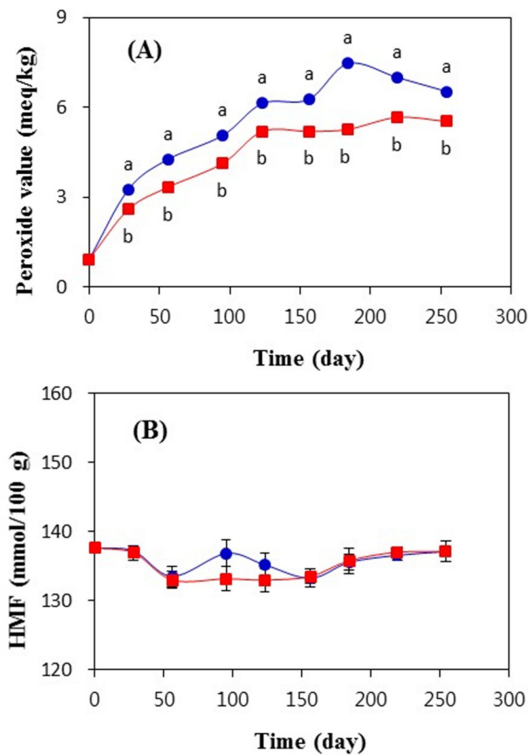 9
(A)
a
a
a
a
a
a
a
a
6
3
0
b
b
b
b
b
b
b
b
Peroxide value (meq/kg)
0 50 100 150 200 250 300
Time (day)
160
(B)
150
140
130
120
HMF (mmol/100 g)
0 50 100 150 200 250 300
Time (day)